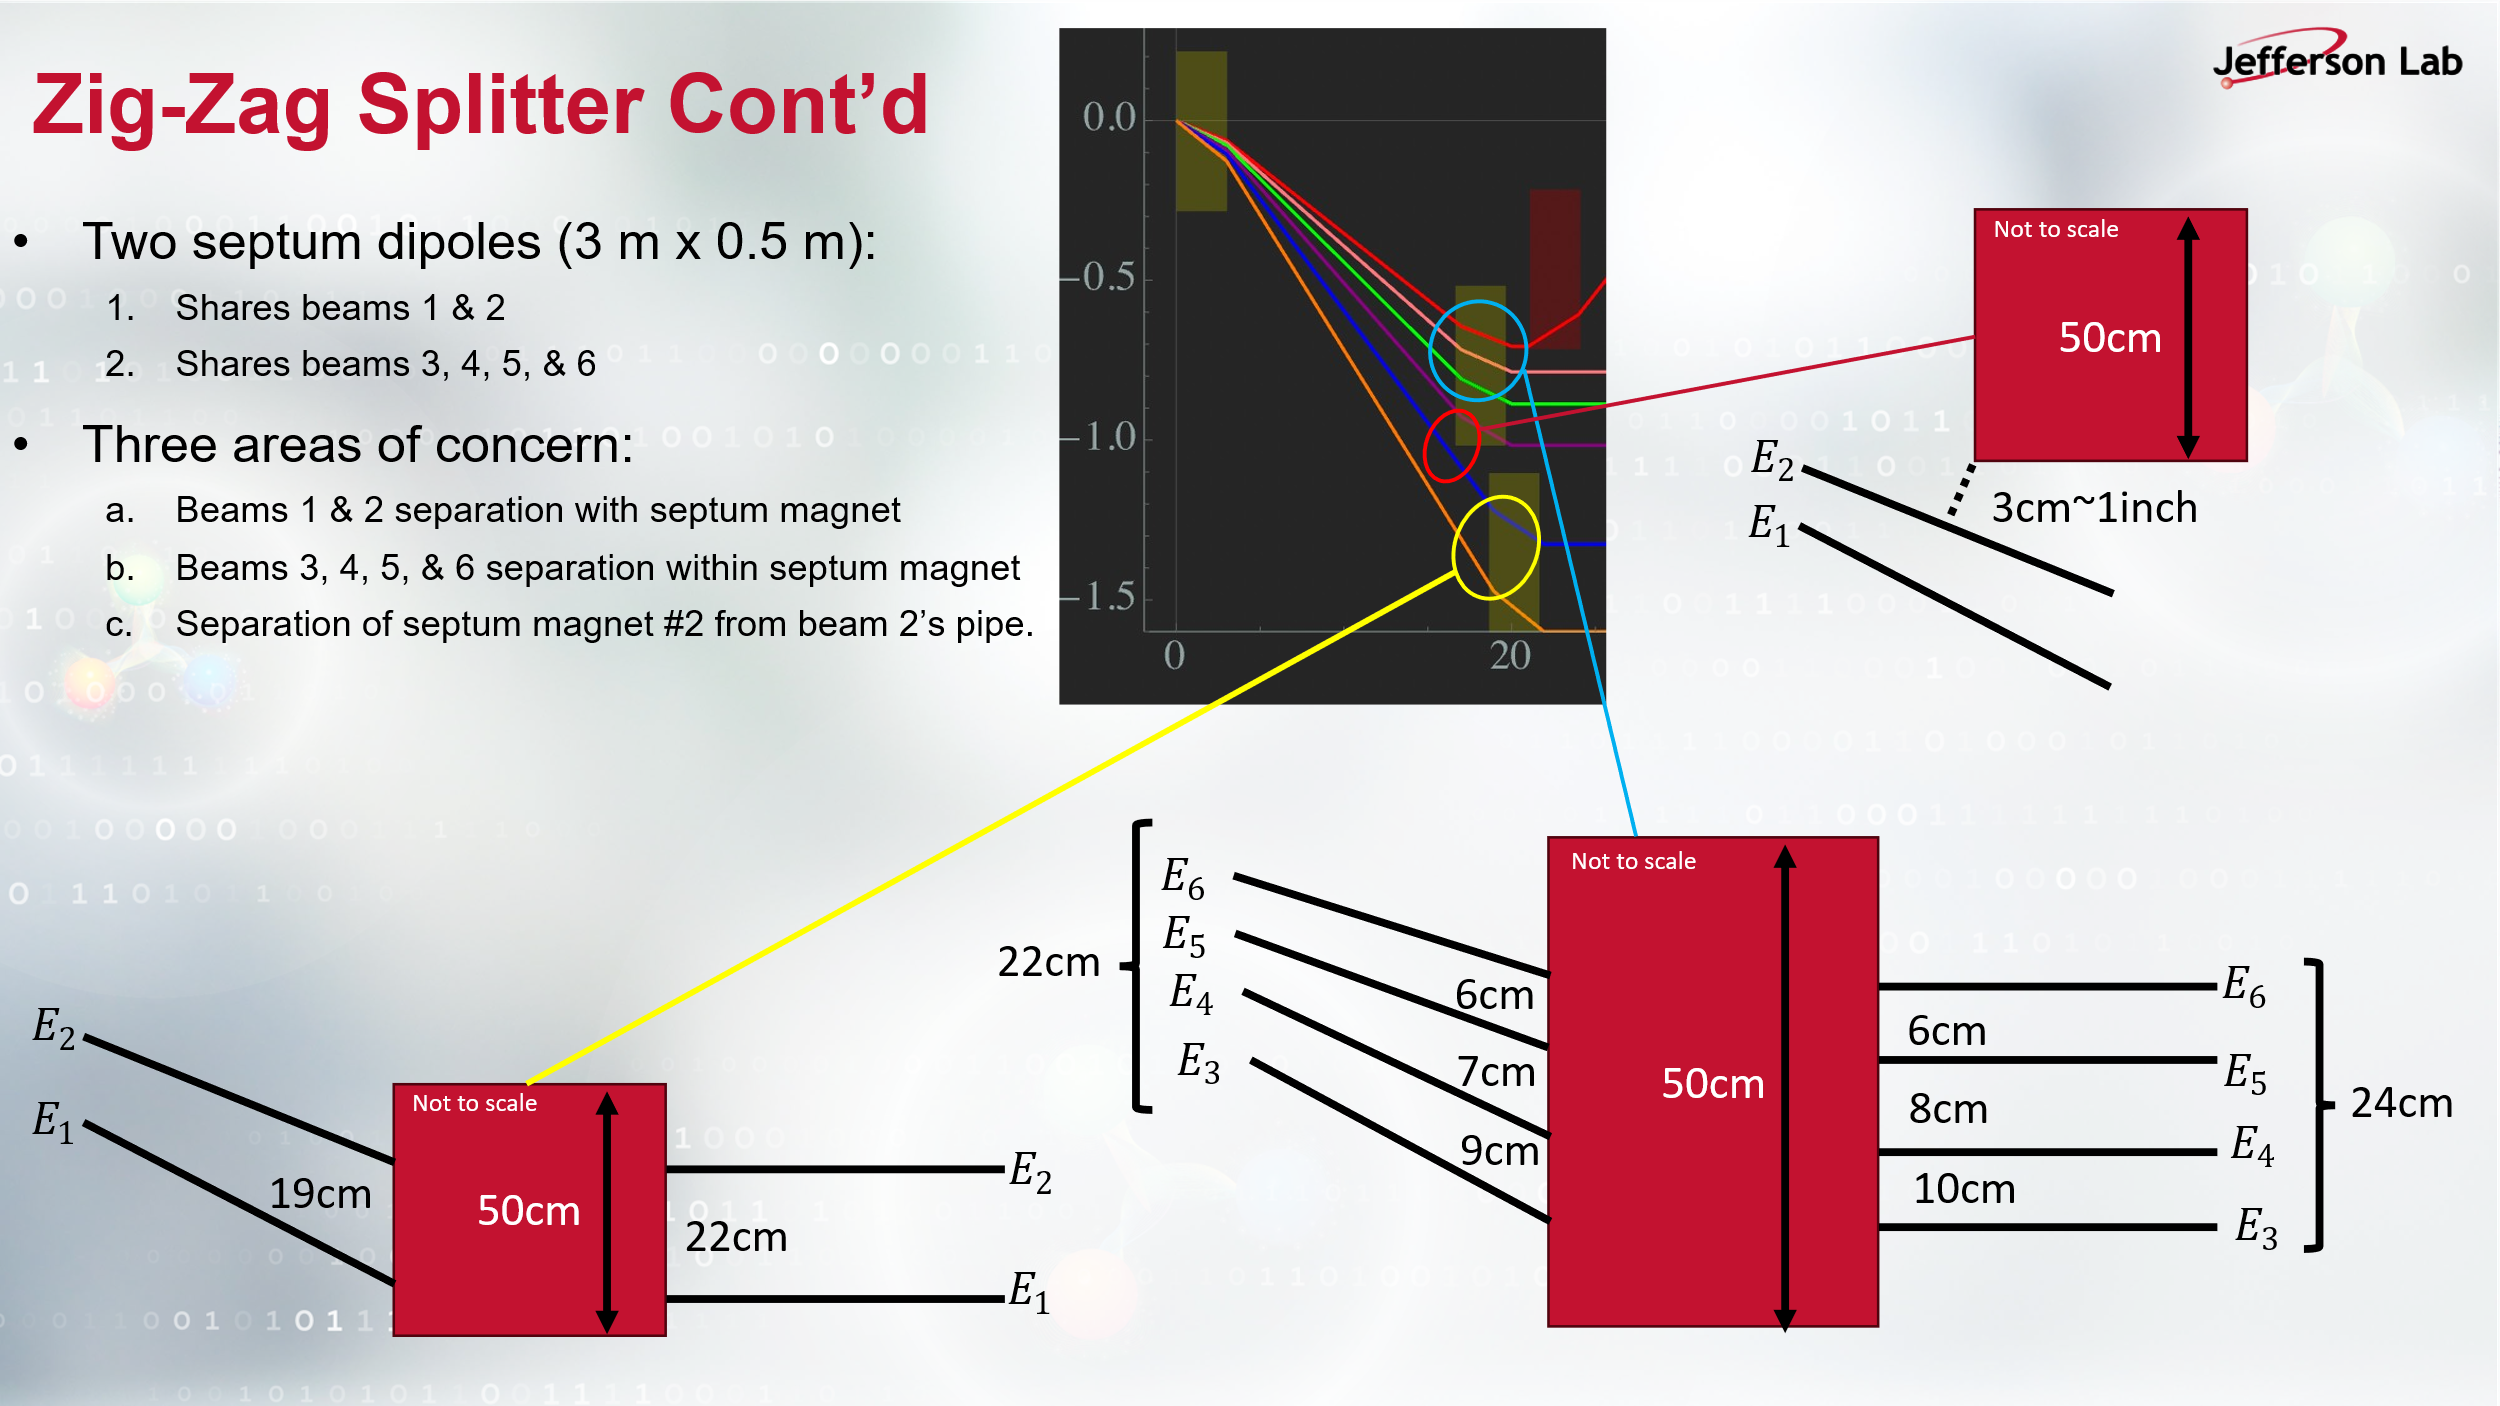 Zig-Zag Splitter Cont’d
Jefferson Lab
• Two septum dipoles (3 m x 0.5 m):
1. Shares beams 1 & 2
2. Shares beams 3, 4, 5, & 6
• Three areas of concern:
a. Beams 1 & 2 separation with septum magnet
b. Beams 3, 4, 5, & 6 separation within septum magnet
c. Separation of septum magnet #2 from beam 2’s pipe.
0.0
−0.5
−1.0
−1.5
0 20
Not to scale
50cm
E2
E1
3cm~1inch
22cm
E6
E5
E4
E3
6cm
7cm
9cm
Not to scale
50cm
E6
6cm
E5
8cm
E4
10cm
E3
24cm
E2
E1
19cm
Not to scale
50cm
E2
22cm
E1